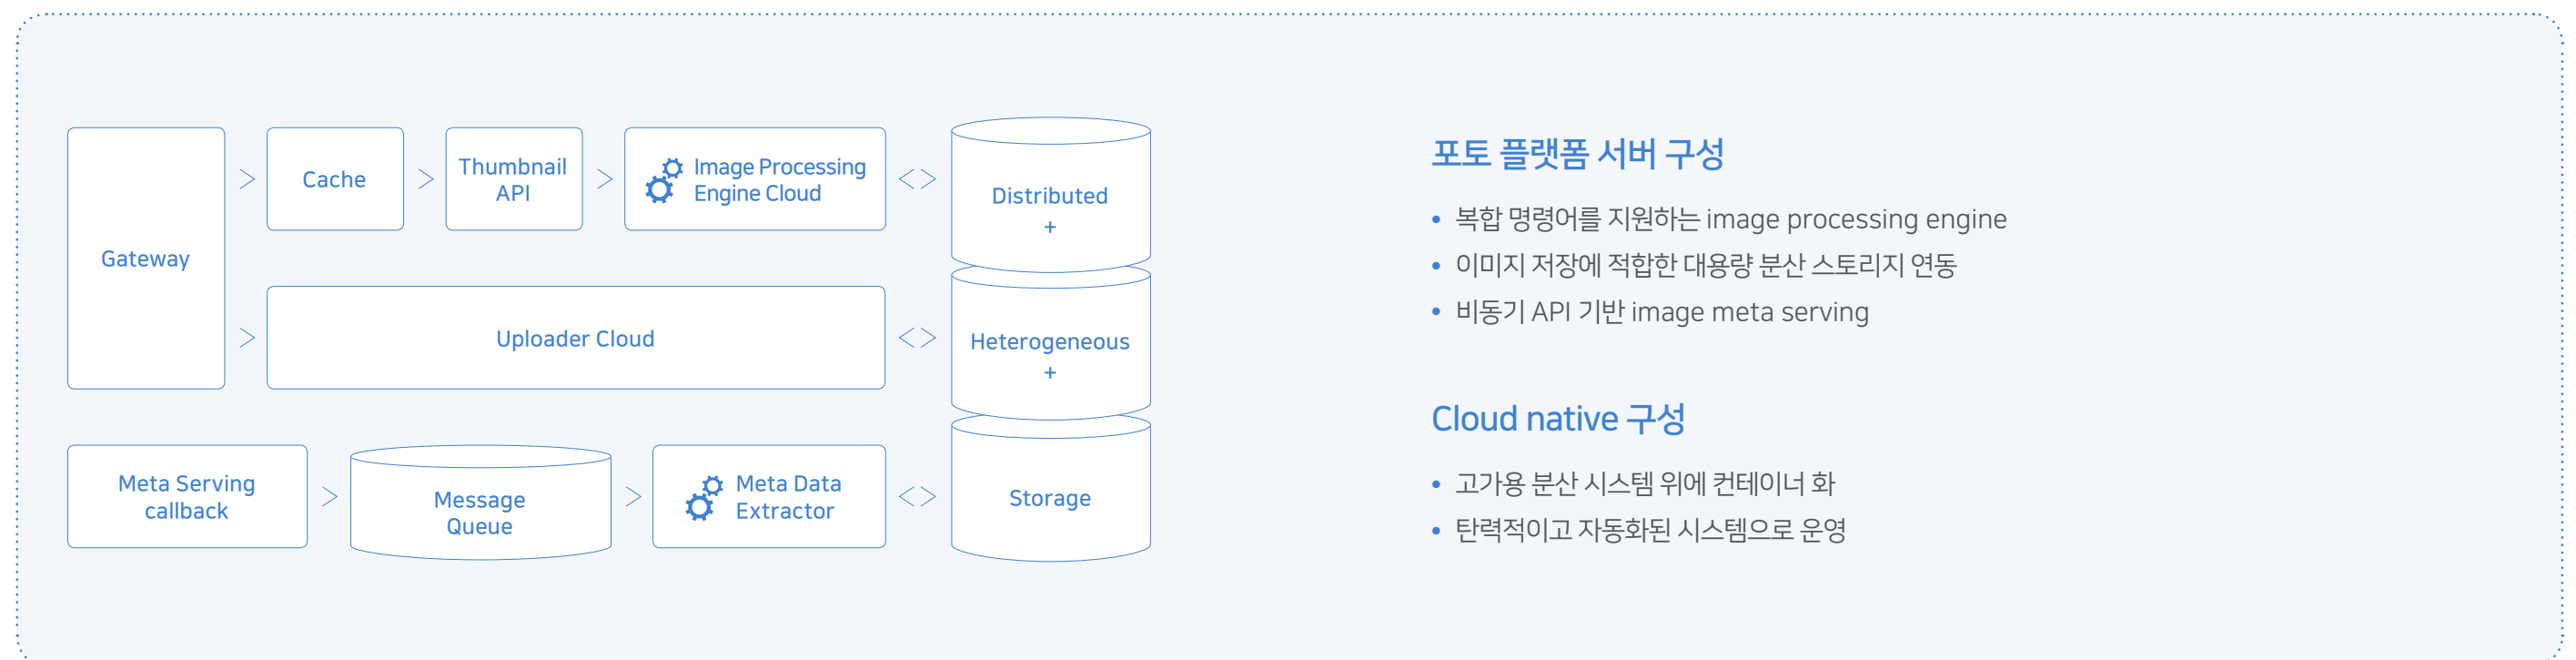 Gateway
Cache
Thumbnail
API
Image Processing
Engine Cloud
Uploader Cloud
Meta Serving
callback
Message
Queue
Meta Data
Extractor
Distributed
+
Heterogeneous
+
Storage
포토 플랫폼 서버 구성
• 복합 명령어를 지원하는 image processing engine
• 이미지 저장에 적합한 대용량 분산 스토리지 연동
• 비동기 API 기반 image meta serving
Cloud native 구성
• 고가용 분산 시스템 위에 컨테이너 화
• 탄력적이고 자동화된 시스템으로 운영